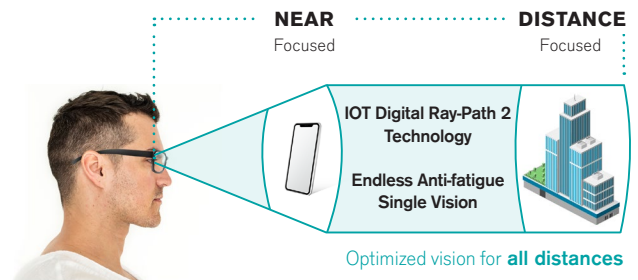 NEAR
Focused
DISTANCE
Focused
IOT Digital Ray-Path 2
Technology
Endless Anti-fatigue
Single Vision
Optimized vision for all distances